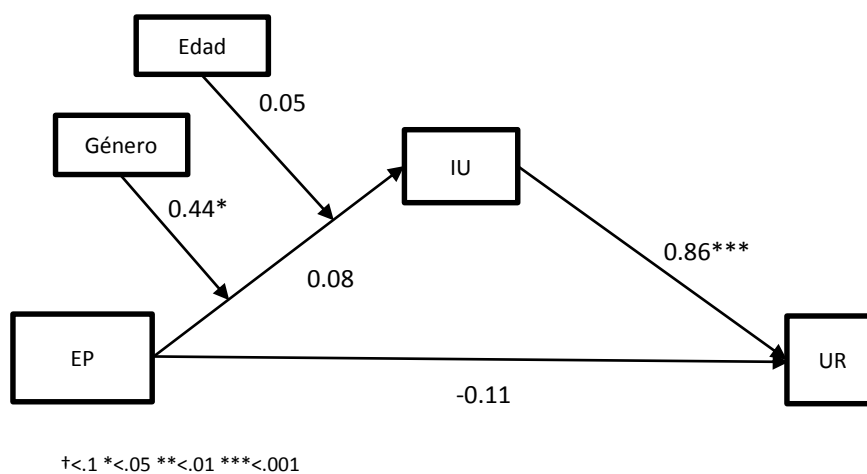 Edad
0.05
Género
IU
0.44*
0.86***
0.08
EP
UR
-0.11
†<.1 *<.05 **<.01 ***<.001